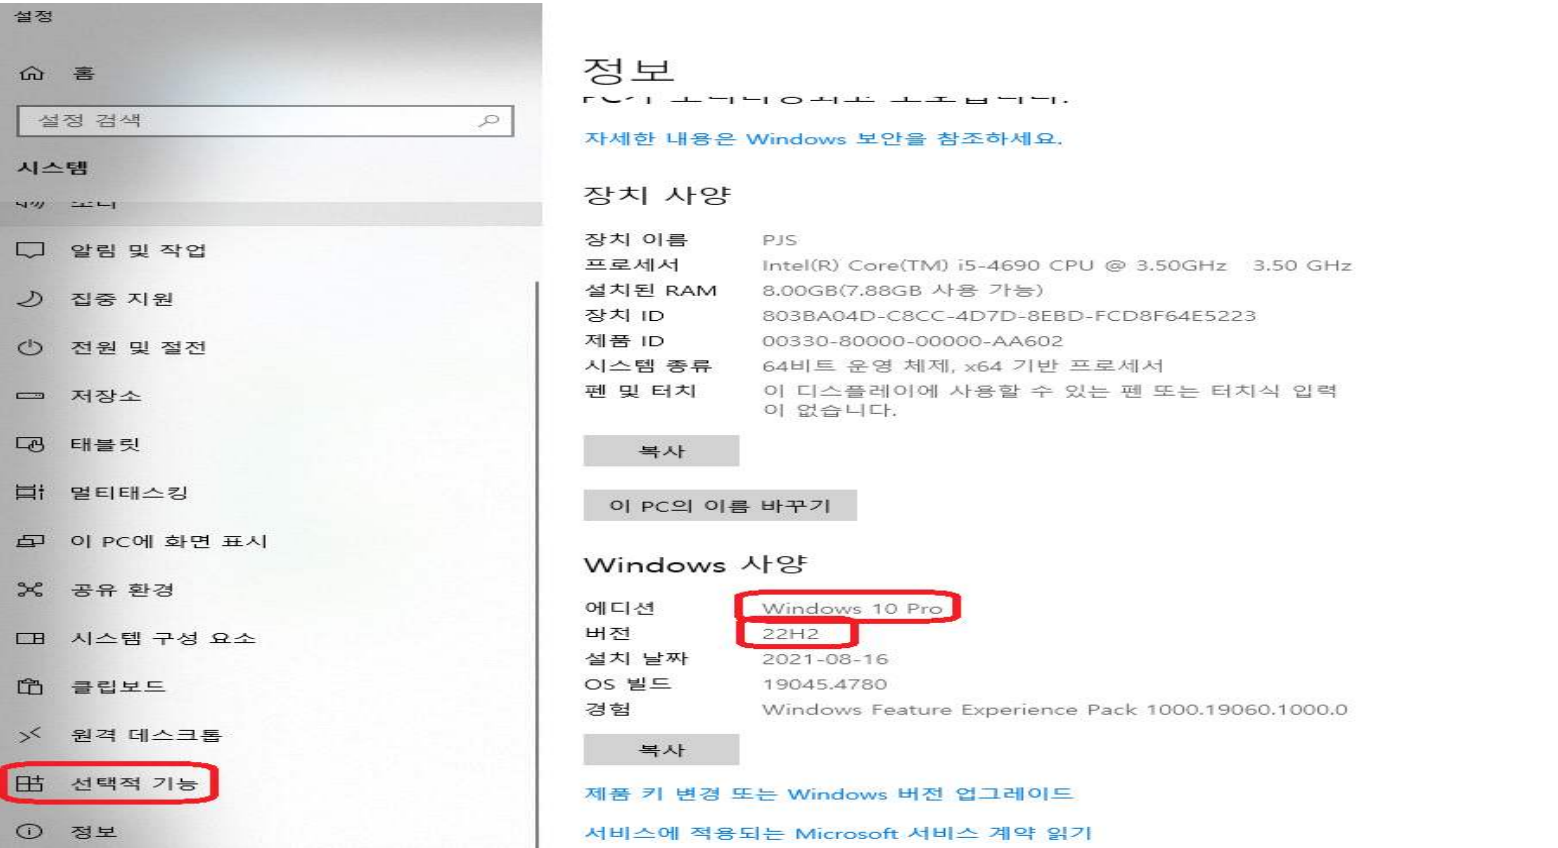 설정
홈
설정 검색
시스템
알림 및 작업
집중 지원
전원 및 절전
저장소
태블릿
멀티태스킹
이 PC에 화면 표시
공유 환경
시스템 구성 요소
클립보드
원격 데스크톱
선택적 기능
정보
정보
자세한 내용은 Windows 보안을 참조하세요.
장치 사양
장치 이름 PJS
프로세서 Intel(R) Core(TM) i5-4690 CPU @ 3.50GHz 3.50 GHz
설치된 RAM 8.00GB(7.88GB 사용 가능)
장치 ID 803BA04D-C8CC-4D7D-8EBD-FCD8F64E5223
제품 ID 00330-80000-00000-AA602
시스템 종류 64비트 운영 체제, x64 기반 프로세서
펜 및 터치 이 디스플레이에 사용할 수 있는 펜 또는 터치식 입력
이 없습니다.
복사
이 PC의 이름 바꾸기
Windows 사양
에디션 Windows 10 Pro
버전 22H2
설치 날짜 2021-08-16
OS 빌드 19045.4780
경험 Windows Feature Experience Pack 1000.19060.1000.0
복사
제품 키 변경 또는 Windows 버전 업그레이드
서비스에 적용되는 Microsoft 서비스 계약 읽기